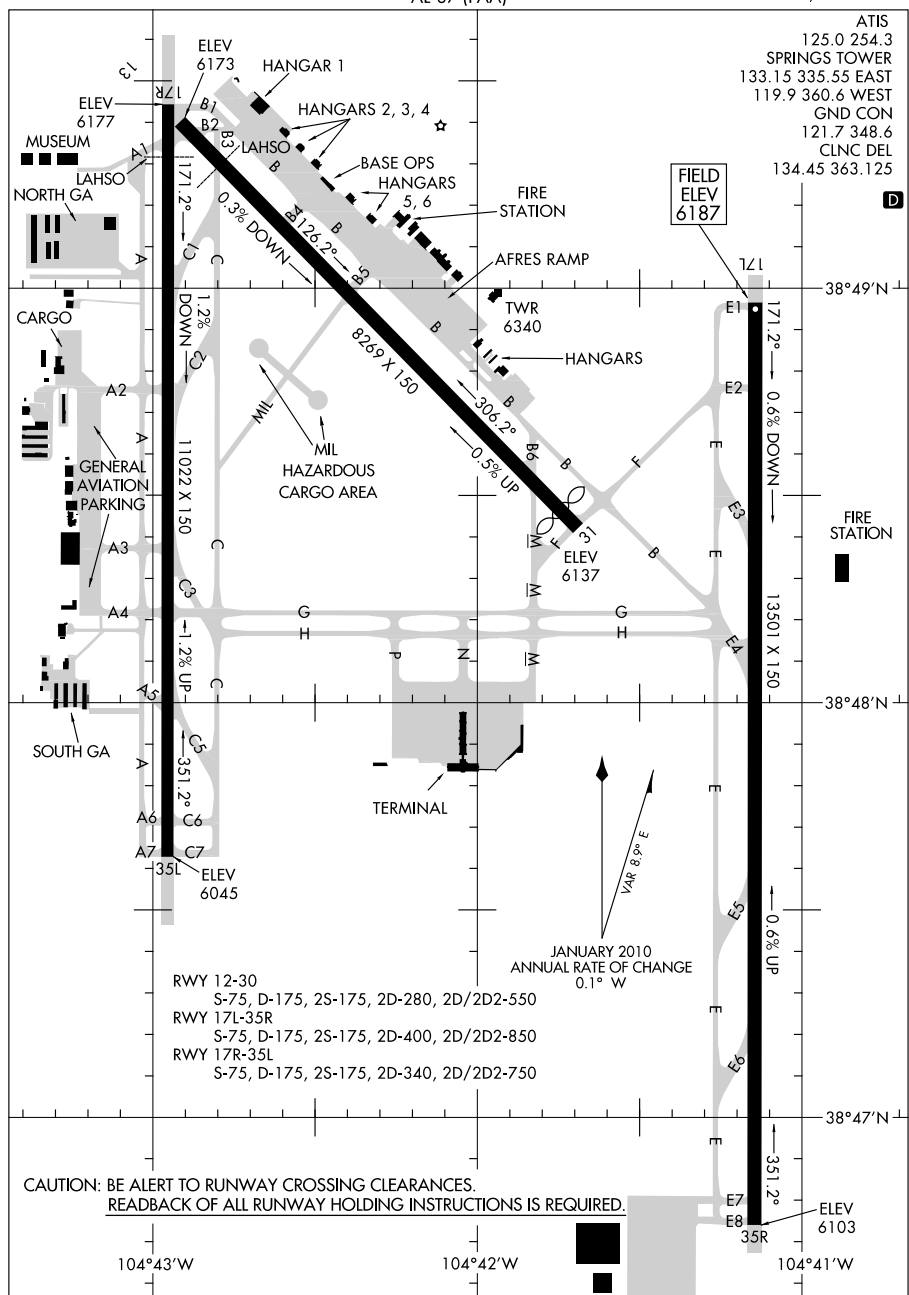 AL-87 (FAA)
ATIS
125.0 254.3
SPRINGS TOWER
133.15 335.55 EAST
119.9 360.6 WEST
GND CON
121.7 348.6
CLNC DEL
134.45 363.125
D
FIELD
ELEV
6187
13
17R
ELEV
6173
ELEV
6177
HANGAR 1
HANGARS 2, 3, 4
B1
B2
B3
LAHSO
B
BASE OPS
HANGARS
5, 6
FIRE
STATION
AFRES RAMP
TWR
6340
HANGARS
MUSEUM
A1
LAHSO
NORTH GA
171.2°
0.3% DOWN
B4
126.2°
B
B5
A
C1
C
1.2%
DOWN
C2
8269 X 150
B
306.2°
0.5% UP
B
B6
B
F
B
CARGO
A2
A
MIL
MIL
HAZARDOUS
CARGO AREA
GENERAL
AVIATION
PARKING
11022 X 150
A3
C
C3
A4
31
ELEV
6137
F
M
M
M
G
G
H
H
P
N
1.2% UP
C
A5
C5
351.2°
SOUTH GA
A
A6
C6
A7
C7
35L
ELEV
6045
TERMINAL
17L
E1
171.2°
38°49'N
E2
0.6% DOWN
E
E3
E
FIRE
STATION
13501 X 150
E4
38°48'N
E
E5
0.6% UP
E
E6
38°47'N
E
351.2°
E7
E8
35R
ELEV
6103
VAR 8.9° E
JANUARY 2010
ANNUAL RATE OF CHANGE
0.1° W
RWY 12-30
S-75, D-175, 2S-175, 2D-280, 2D/2D2-550
RWY 17L-35R
S-75, D-175, 2S-175, 2D-400, 2D/2D2-850
RWY 17R-35L
S-75, D-175, 2S-175, 2D-340, 2D/2D2-750
CAUTION: BE ALERT TO RUNWAY CROSSING CLEARANCES.
READBACK OF ALL RUNWAY HOLDING INSTRUCTIONS IS REQUIRED.
104°43'W
104°42'W
104°41'W